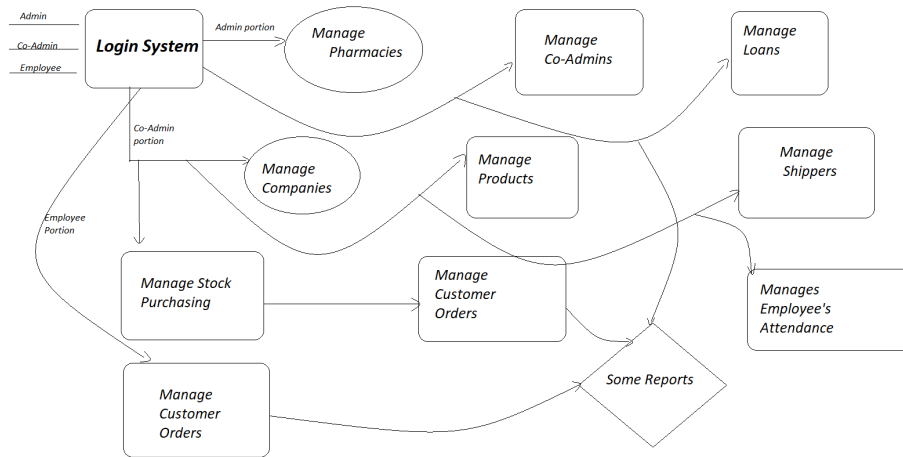 Admin
Co-Admin
Employee
Login System
Admin portion
Manage
Pharmacies
Manage
Co-Admins
Manage
Loans
Co-Admin
portion
Manage
Companies
Manage
Products
Manage
Shippers
Employee
Portion
Manage Stock
Purchasing
Manage
Customer
Orders
Manages
Employee's
Attendance
Manage
Customer
Orders
Some Reports